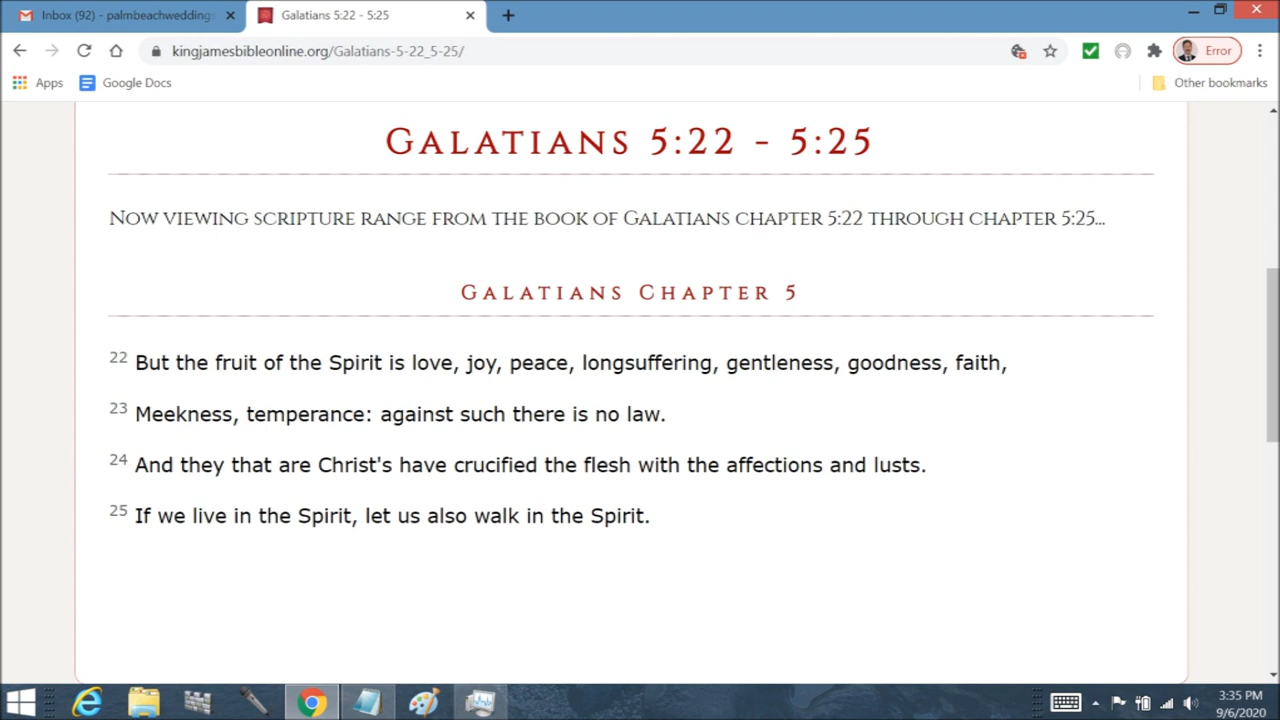 Inbox (92) - palmbeachweddings
Galatians 5:22 - 5:25
kingjamesbibleonline.org/Galatians-5-22_5-25/
Error
Apps
Google Docs
Other bookmarks
Galatians 5:22 - 5:25
Now viewing scripture range from the book of Galatians chapter 5:22 through chapter 5:25...
Galatians Chapter 5
22 But the fruit of the Spirit is love, joy, peace, longsuffering, gentleness, goodness, faith,
23 Meekness, temperance: against such there is no law.
24 And they that are Christ's have crucified the flesh with the affections and lusts.
25 If we live in the Spirit, let us also walk in the Spirit.
3:35 PM
9/6/2020